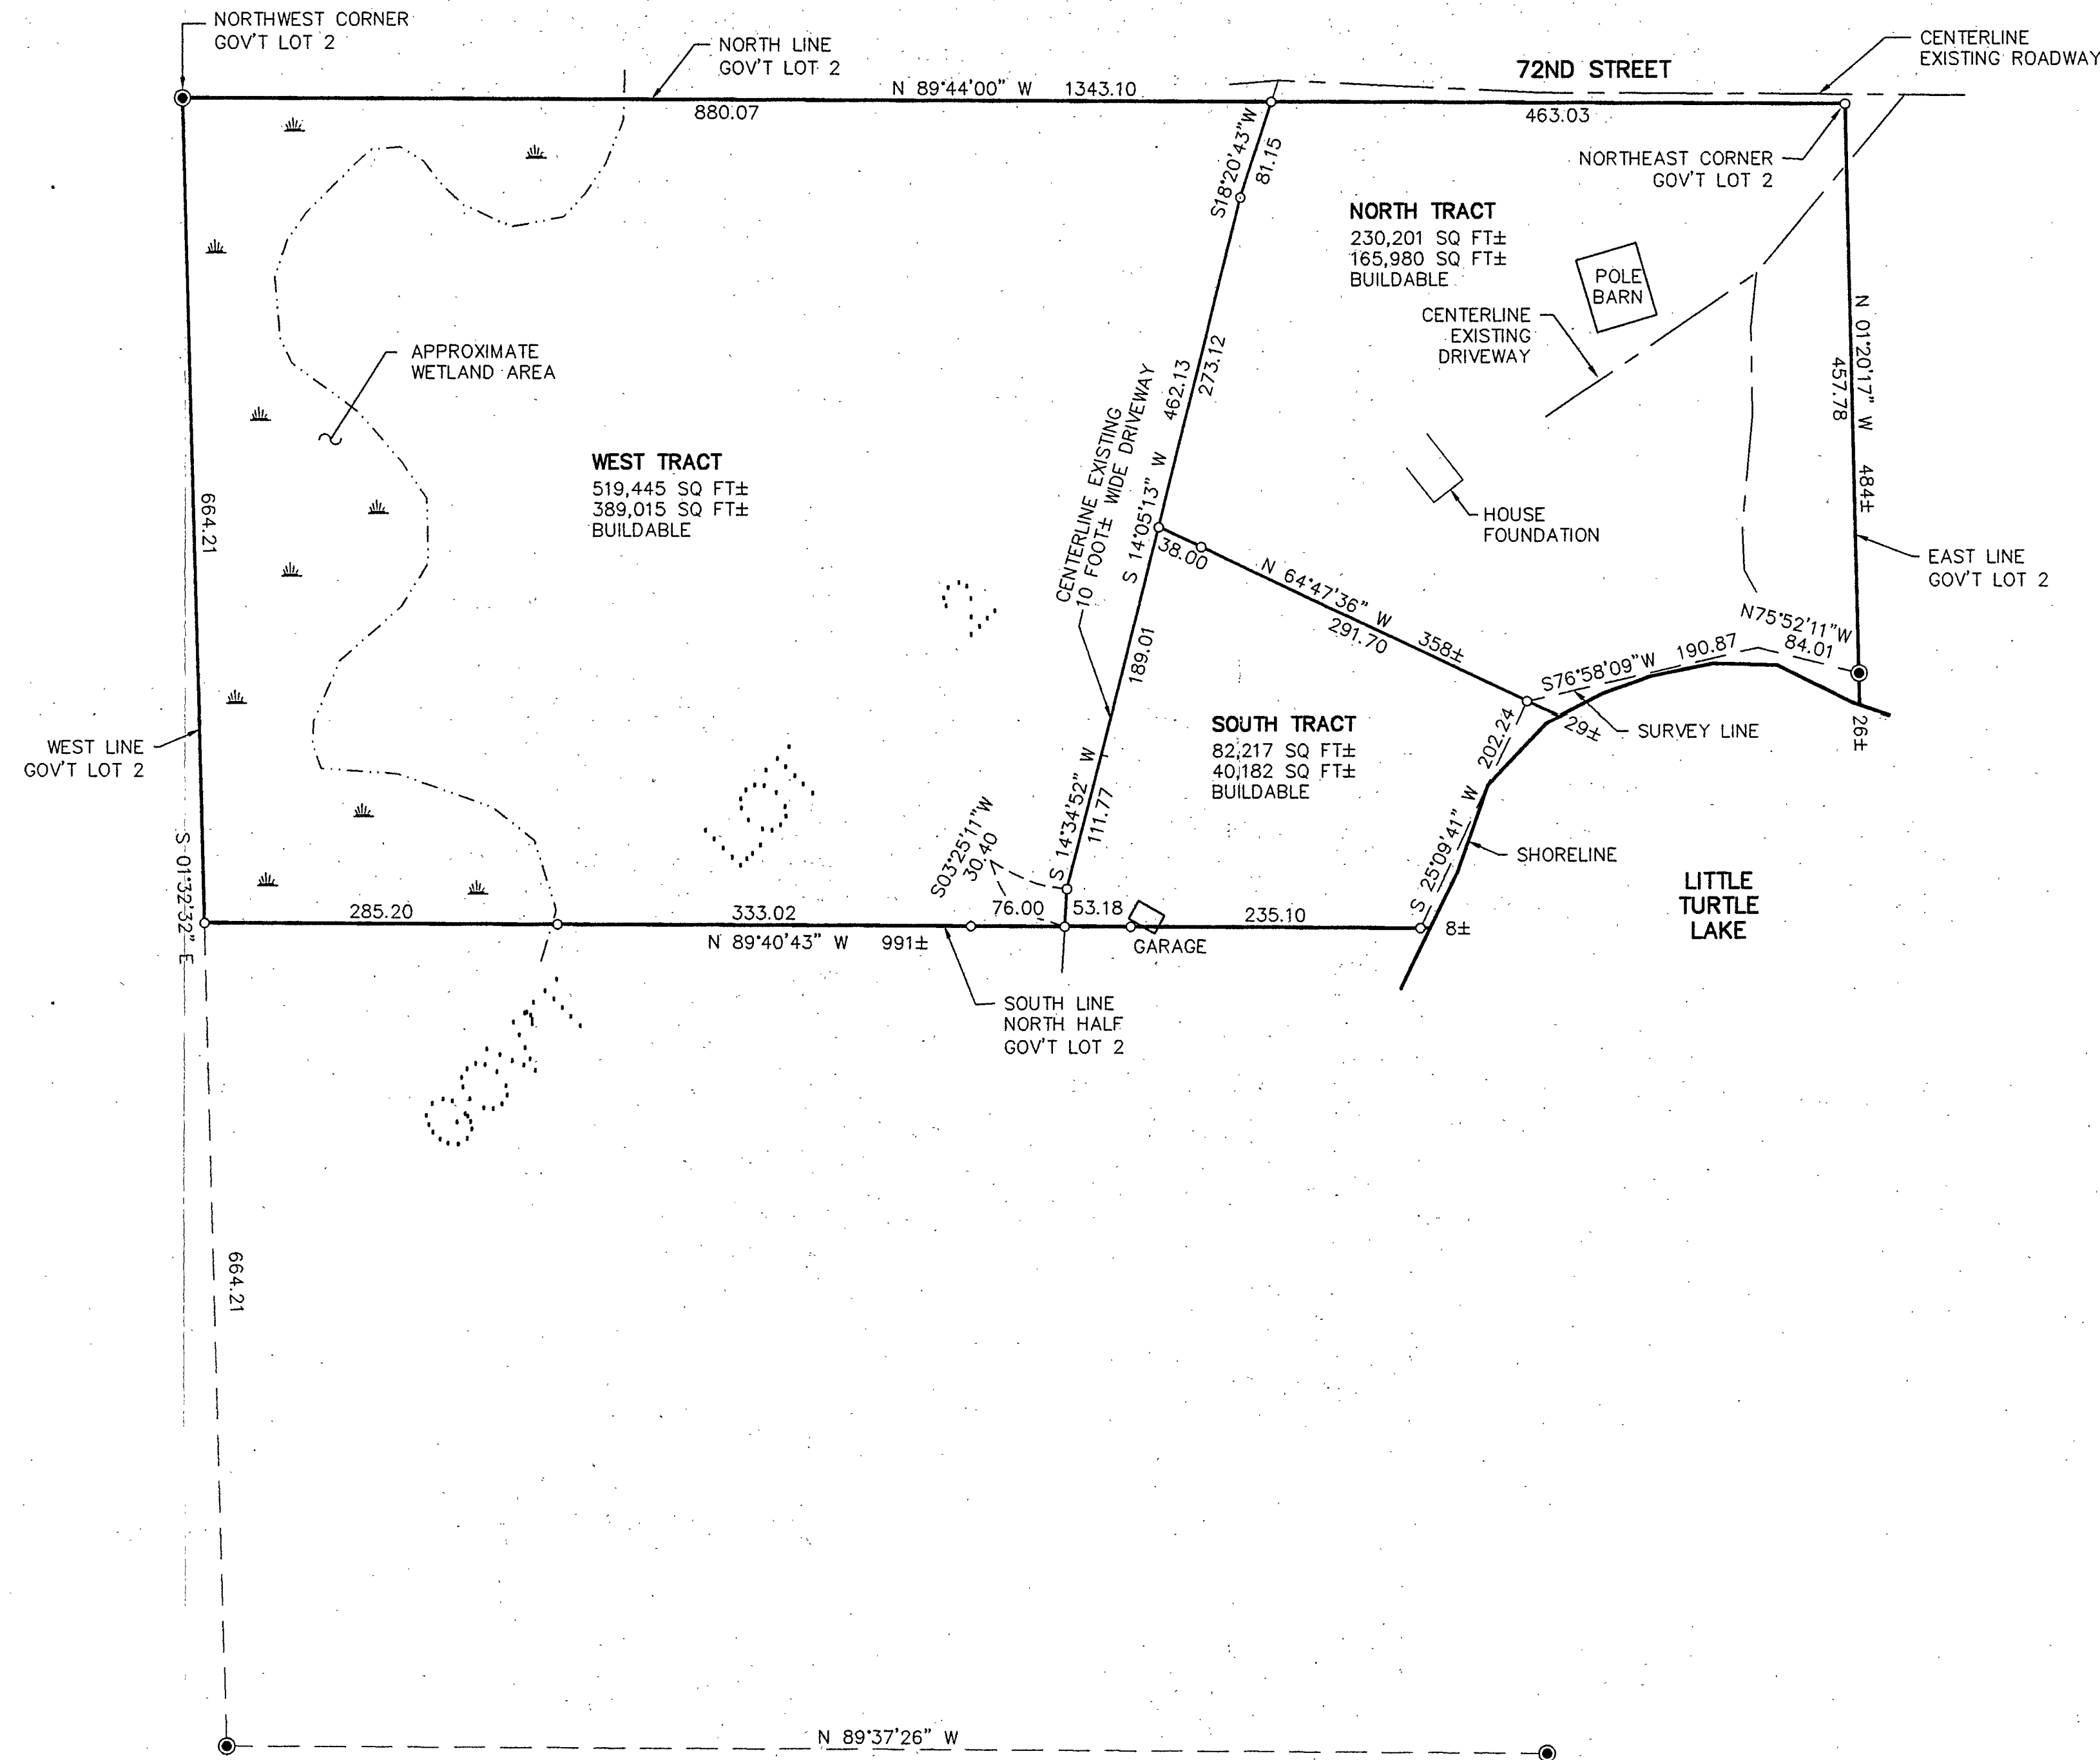 NORTHWEST CORNER
GOV'T LOT 2
NORTH LINE
GOV'T LOT 2
N 89°44'00" W 1343.10
880.07
72ND STREET
CENTERLINE
EXISTING ROADWAY
463.03
NORTHEAST CORNER
GOV'T LOT 2
S18°20'43"W
81.15
NORTH TRACT
230,201 SQ FT±
165,980 SQ FT±
BUILDABLE
POLE
BARN
CENTERLINE
EXISTING
DRIVEWAY
N 01°20'17" W 484±
457.78
APPROXIMATE
WETLAND AREA
WEST TRACT
519,445 SQ FT±
389,015 SQ FT±
BUILDABLE
664.21
S 14°05'13" W 462.13
273.12
CENTERLINE EXISTING
10 FOOT± WIDE DRIVEWAY
HOUSE
FOUNDATION
EAST LINE
GOV'T LOT 2
38.00
N 64°47'36" W 358±
291.70
189.01
N75°52'11"W
84.01
S76°58'09"W 190.87
29±
SURVEY LINE
26±
SOUTH TRACT
82,217 SQ FT±
40,182 SQ FT±
BUILDABLE
WEST LINE
GOV'T LOT 2
S 01°32'32" E
S 14°34'52" W
111.77
S03°25'11"W
30.40
202.24
S 25°09'41" W
SHORELINE
LITTLE
TURTLE
LAKE
285.20
333.02
76.00
53.18
235.10
8±
N 89°40'43" W 991±
GARAGE
SOUTH LINE
NORTH HALF
GOV'T LOT 2
GOV'T LOT 2
664.21
N 89°37'26" W